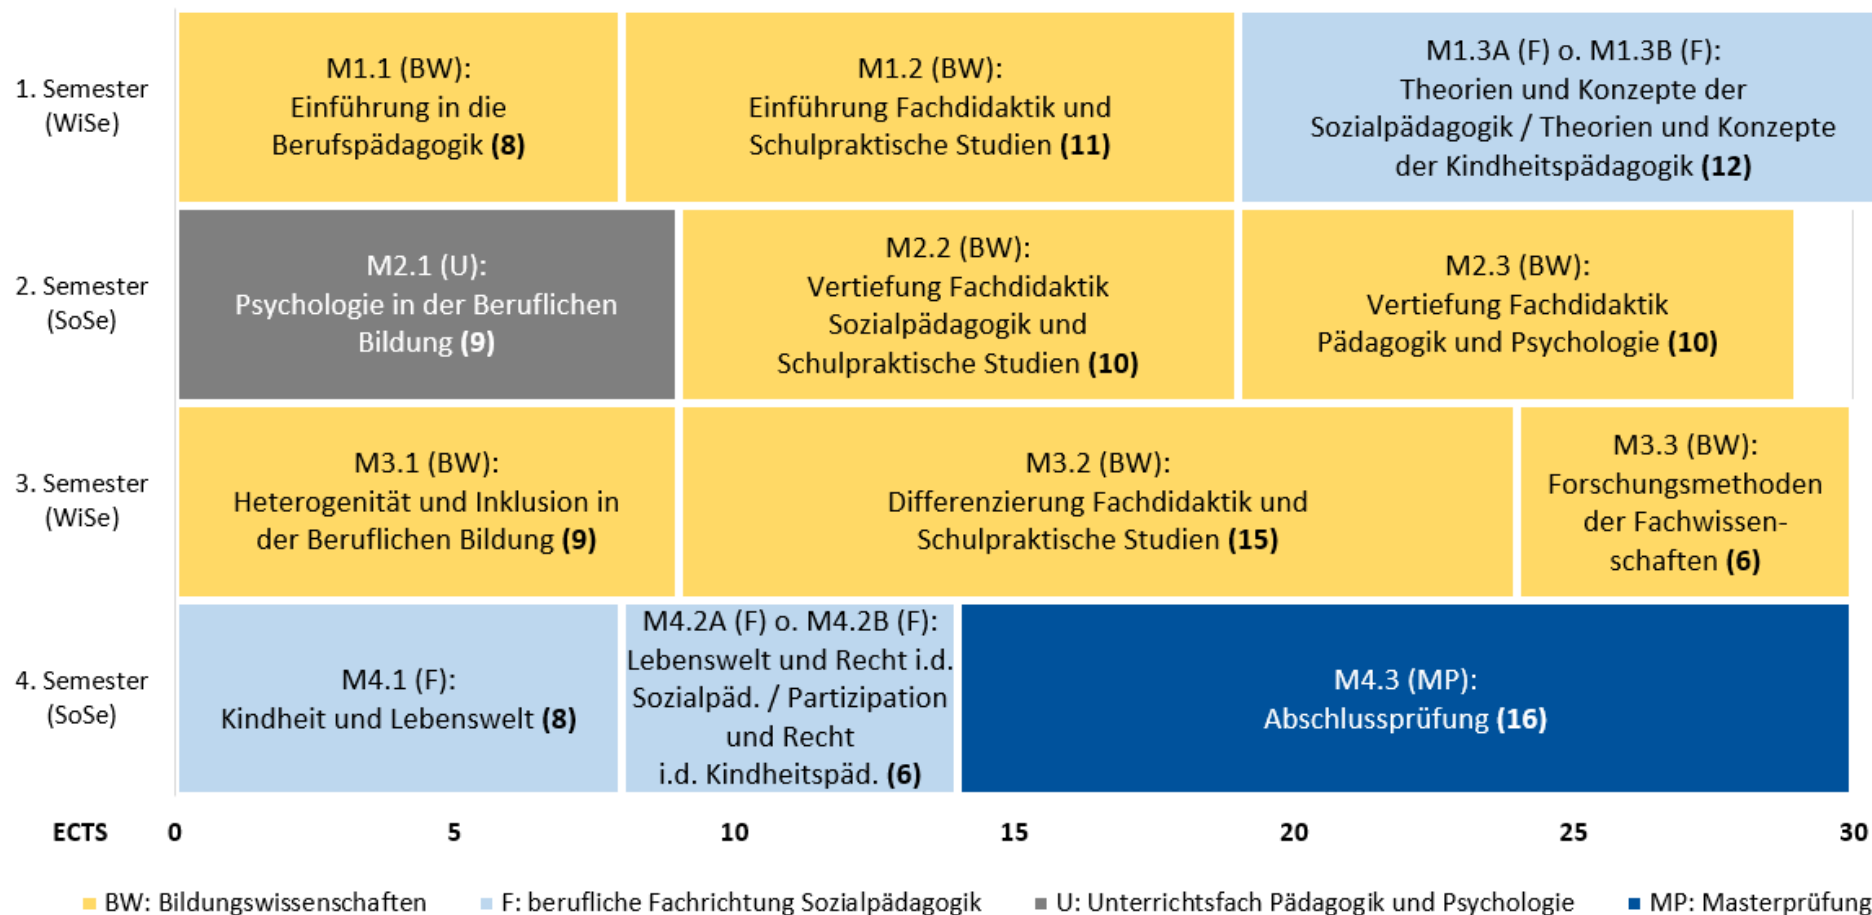 1. Semester
(WiSe)
M1.1 (BW):
Einführung in die
Berufspädagogik (8)
M1.2 (BW):
Einführung Fachdidaktik und
Schulpraktische Studien (11)
M1.3A (F) o. M1.3B (F):
Theorien und Konzepte der
Sozialpädagogik / Theorien und Konzepte
der Kindheitspädagogik (12)
2. Semester
(SoSe)
M2.1 (U):
Psychologie in der Beruflichen
Bildung (9)
M2.2 (BW):
Vertiefung Fachdidaktik
Sozialpädagogik und
Schulpraktische Studien (10)
M2.3 (BW):
Vertiefung Fachdidaktik
Pädagogik und Psychologie (10)
3. Semester
(WiSe)
M3.1 (BW):
Heterogenität und Inklusion in
der Beruflichen Bildung (9)
M3.2 (BW):
Differenzierung Fachdidaktik und
Schulpraktische Studien (15)
M3.3 (BW):
Forschungsmethoden
der Fachwissen-
schaften (6)
4. Semester
(SoSe)
M4.1 (F):
Kindheit und Lebenswelt (8)
M4.2A (F) o. M4.2B (F):
Lebenswelt und Recht i.d.
Sozialpäd. / Partizipation
und Recht
i.d. Kindheitspäd. (6)
M4.3 (MP):
Abschlussprüfung (16)
ECTS 0 5 10 15 20 25 30
BW: Bildungswissenschaften F: berufliche Fachrichtung Sozialpädagogik U: Unterrichtsfach Pädagogik und Psychologie MP: Masterprüfung